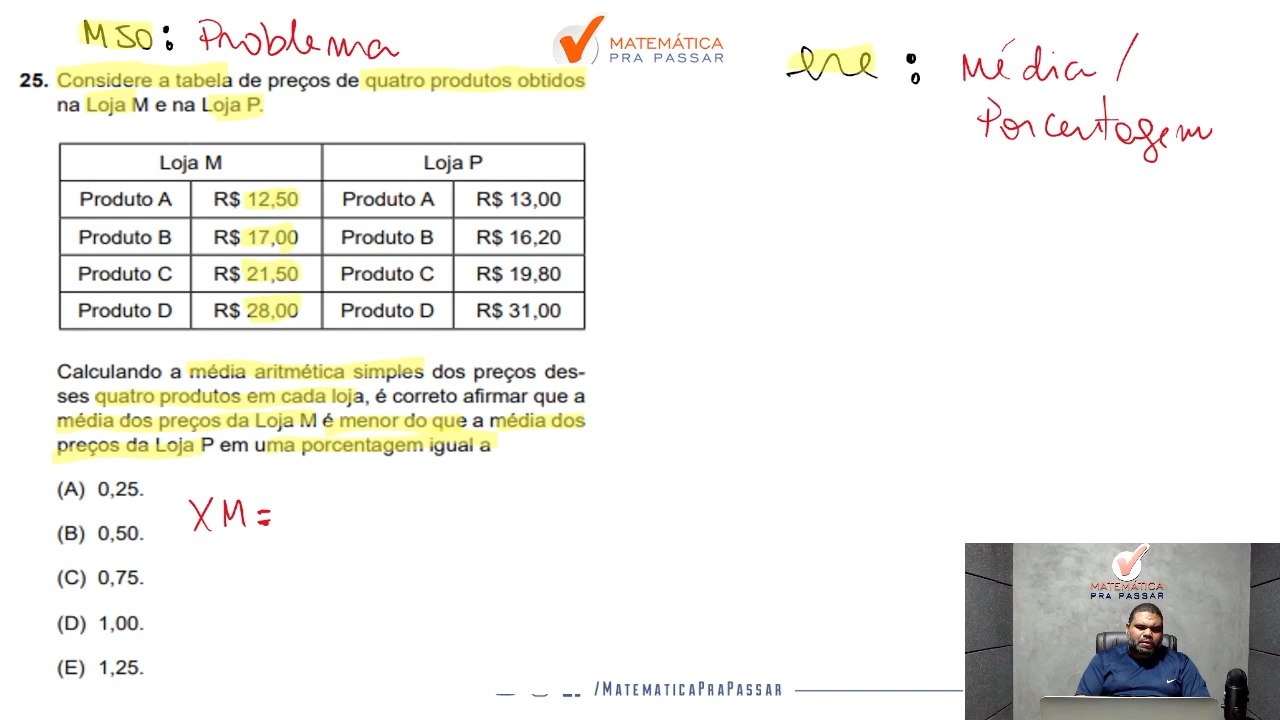 M50: Problema
MATEMÁTICA
PRA PASSAR
: Média /
Porcentagem
25. Considere a tabela de preços de quatro produtos obtidos
na Loja M e na Loja P.
Loja M Loja P
Produto A R$ 12,50 Produto A R$ 13,00
Produto B R$ 17,00 Produto B R$ 16,20
Produto C R$ 21,50 Produto C R$ 19,80
Produto D R$ 28,00 Produto D R$ 31,00
Calculando a média aritmética simples dos preços des-
ses quatro produtos em cada loja, é correto afirmar que a
média dos preços da Loja M é menor do que a média dos
preços da Loja P em uma porcentagem igual a
(A) 0,25.
(B) 0,50.
(C) 0,75.
(D) 1,00.
(E) 1,25.
XM=
MATEMÁTICA
PRA PASSAR
/MATEMATICAPRAPASSAR